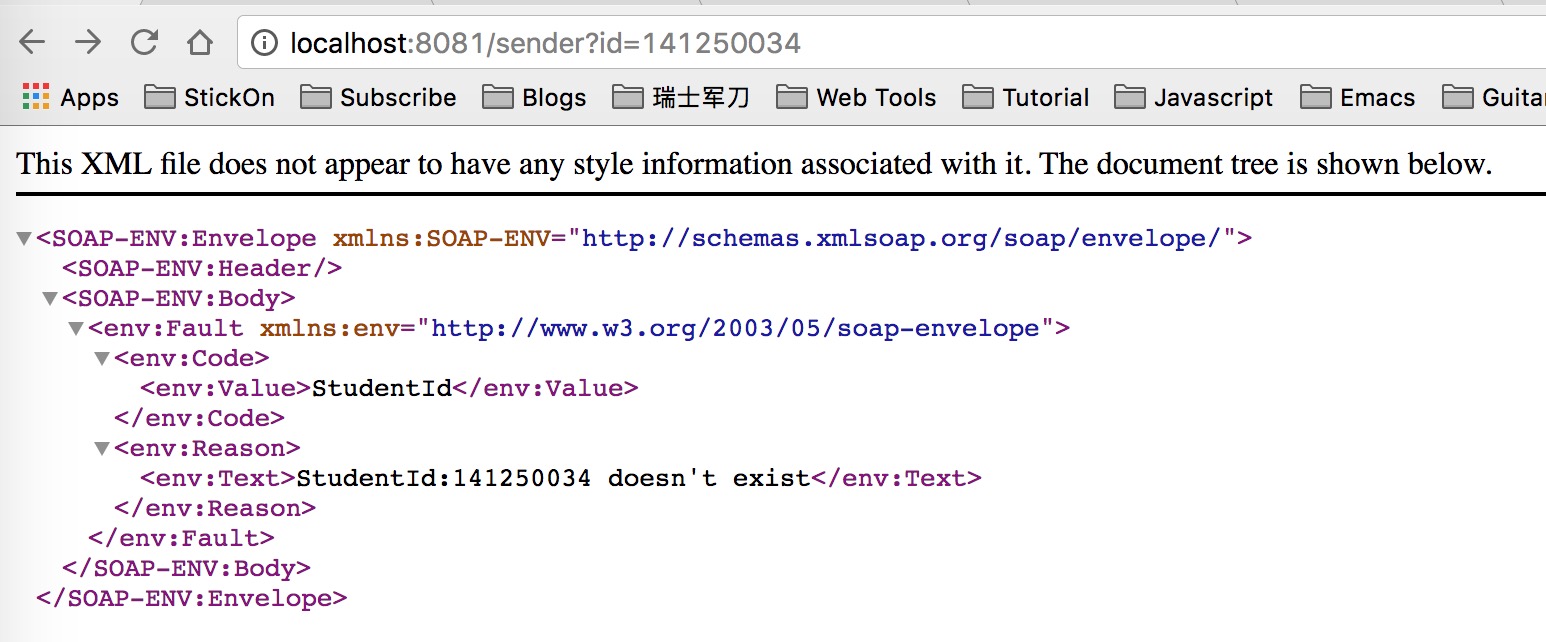 localhost:8081/sender?id=141250034
Apps StickOn Subscribe Blogs 瑞士军刀 Web Tools Tutorial Javascript Emacs Guitar
This XML file does not appear to have any style information associated with it. The document tree is shown below.
▼<SOAP-ENV:Envelope xmlns:SOAP-ENV="http://schemas.xmlsoap.org/soap/envelope/">
<SOAP-ENV:Header/>
▼<SOAP-ENV:Body>
▼<env:Fault xmlns:env="http://www.w3.org/2003/05/soap-envelope">
▼<env:Code>
<env:Value>StudentId</env:Value>
</env:Code>
▼<env:Reason>
<env:Text>StudentId:141250034 doesn't exist</env:Text>
</env:Reason>
</env:Fault>
</SOAP-ENV:Body>
</SOAP-ENV:Envelope>